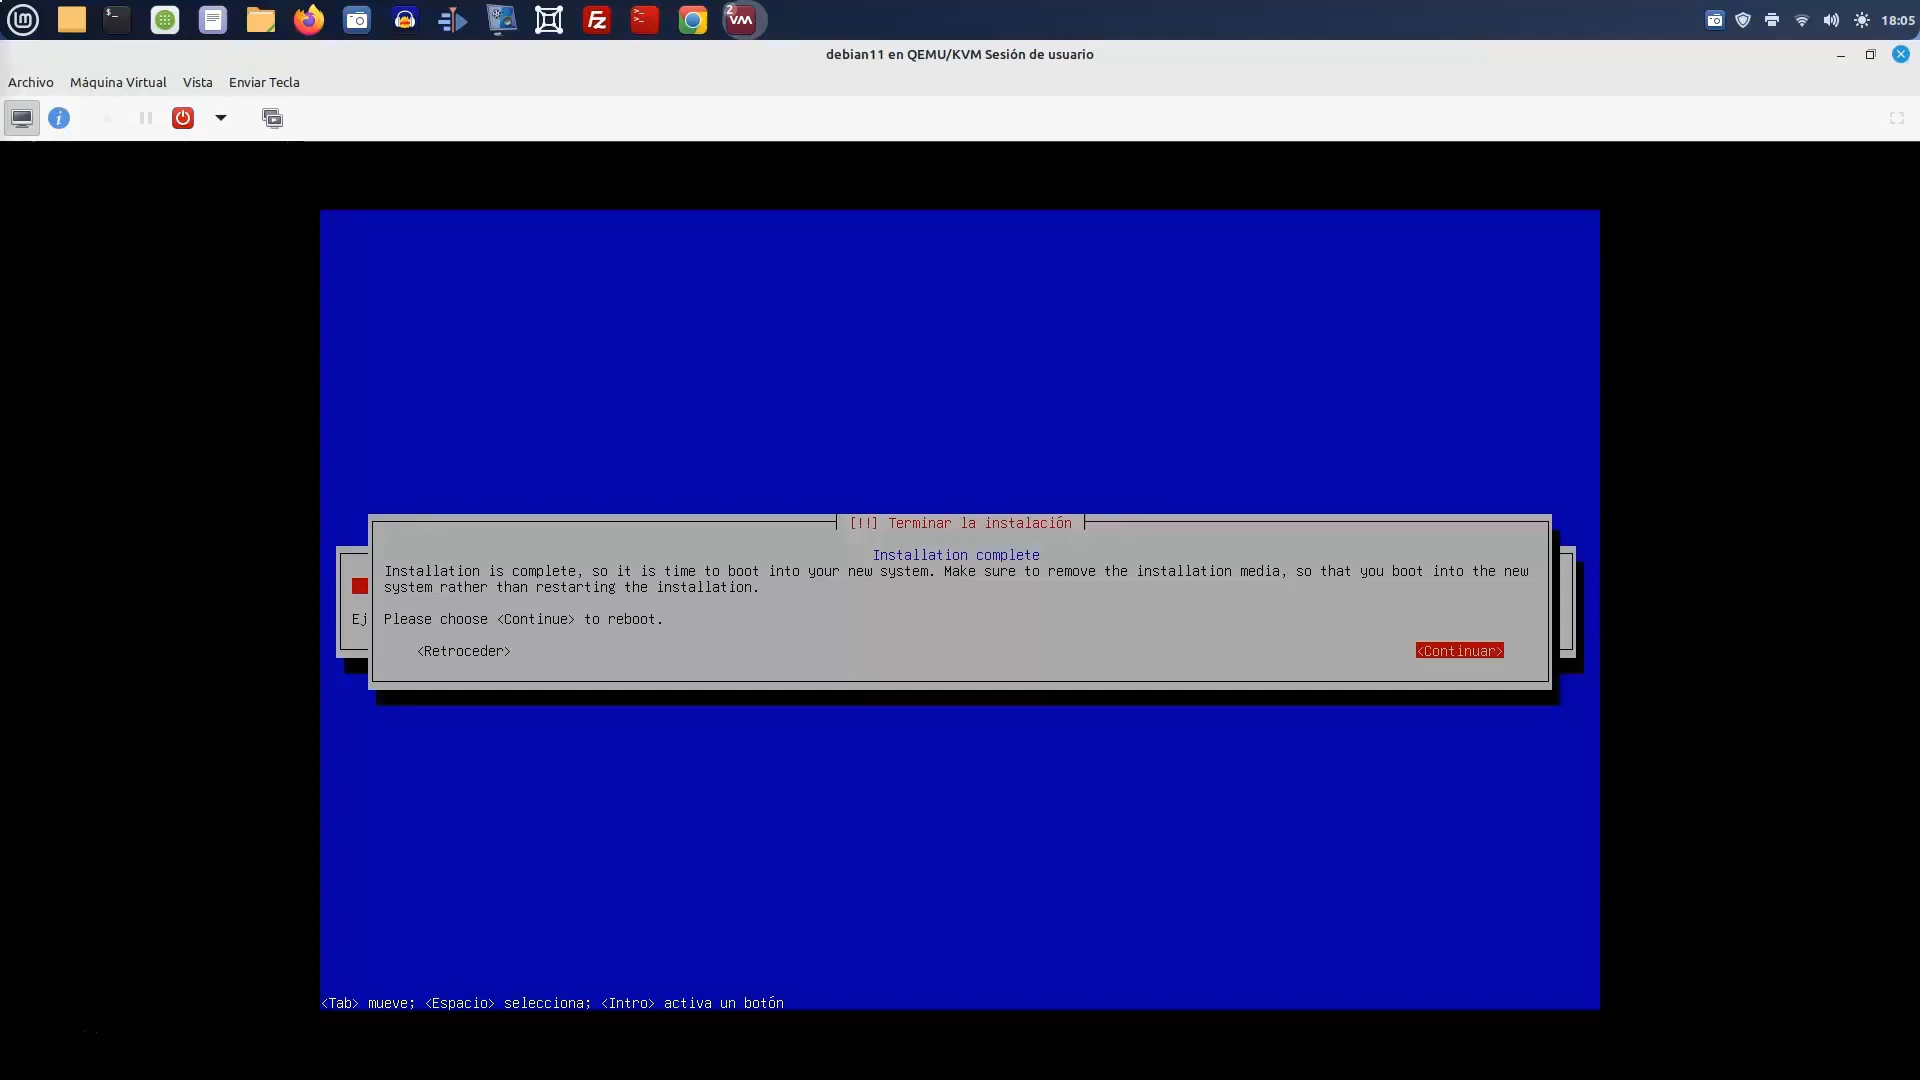 18:05
debian11 en QEMU/KVM Sesión de usuario
Archivo Máquina Virtual Vista Enviar Tecla
[!!] Terminar la instalación
Installation complete
Installation is complete, so it is time to boot into your new system. Make sure to remove the installation media, so that you boot into the new
system rather than restarting the installation.
Ej
Please choose <Continue> to reboot.
<Retroceder> <Continuar>
<Tab> mueve; <Espacio> selecciona; <Intro> activa un botón